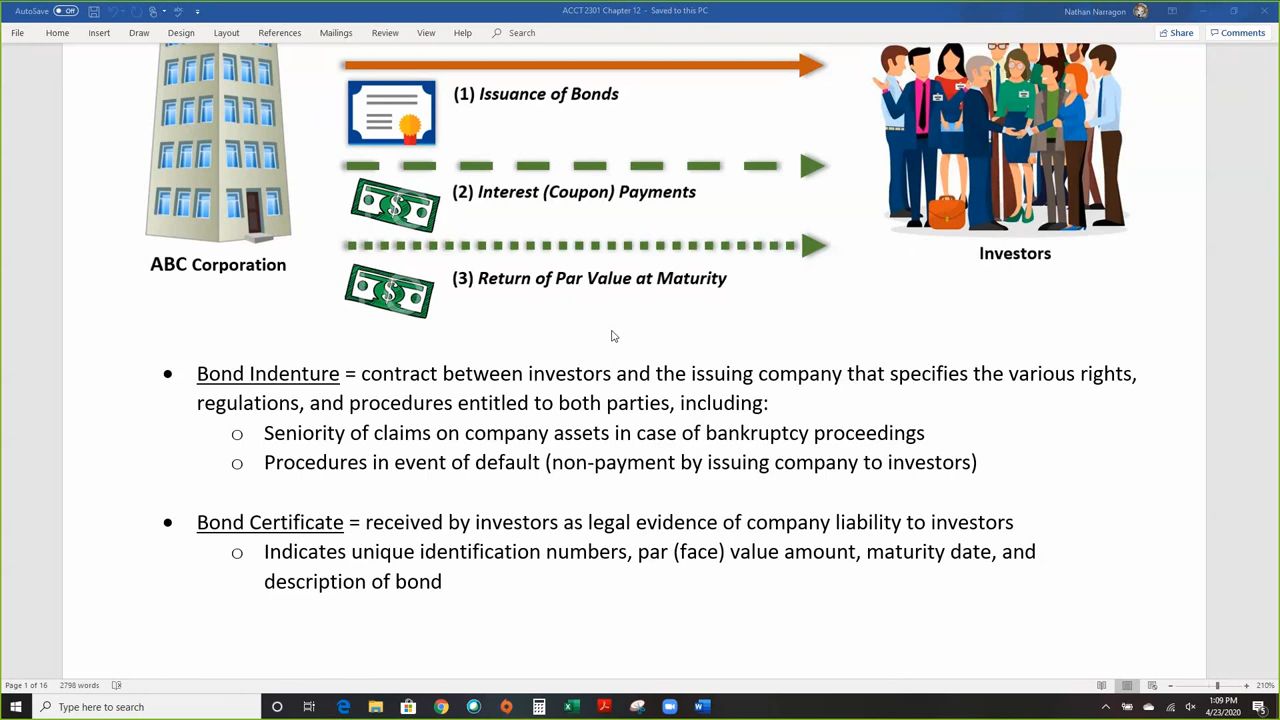 AutoSave Off
ACCT 2301 Chapter 12 - Saved to this PC
Nathan Narragon
File Home Insert Draw Design Layout References Mailings Review View Help Search Share Comments
(1) Issuance of Bonds
(2) Interest (Coupon) Payments
$
ABC Corporation
Investors
(3) Return of Par Value at Maturity
$
• Bond Indenture = contract between investors and the issuing company that specifies the various rights,
regulations, and procedures entitled to both parties, including:
o Seniority of claims on company assets in case of bankruptcy proceedings
o Procedures in event of default (non-payment by issuing company to investors)
• Bond Certificate = received by investors as legal evidence of company liability to investors
o Indicates unique identification numbers, par (face) value amount, maturity date, and
description of bond
Page 1 of 16 2798 words 210%
Type here to search
1:09 PM
4/23/2020